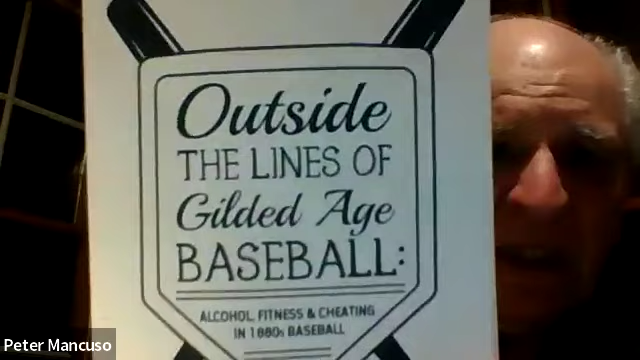 Outside
THE LINES OF
Gilded Age
BASEBALL:
ALCOHOL, FITNESS & CHEATING
IN 1880s BASEBALL
Peter Mancuso